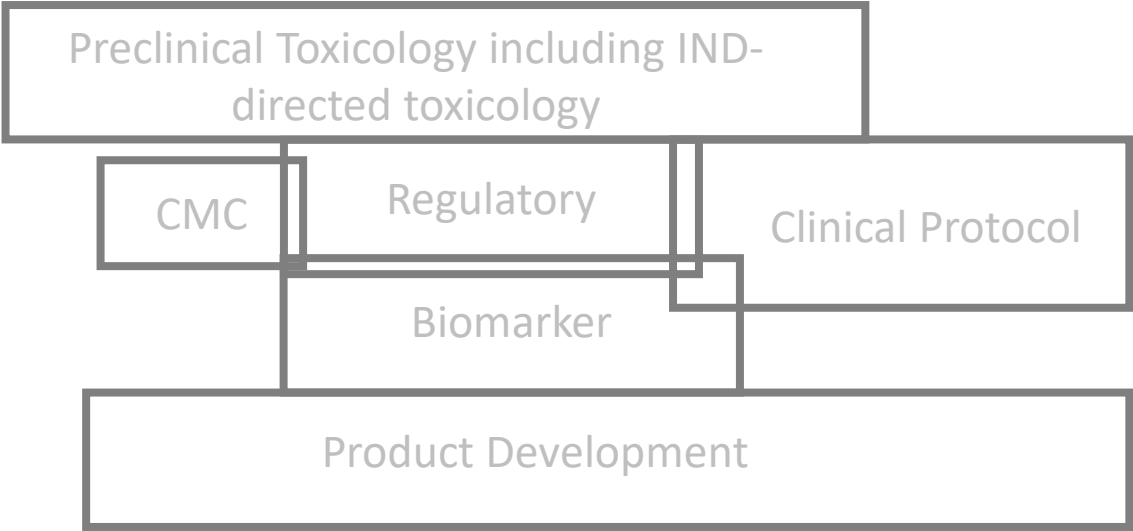 Preclinical Toxicology including IND-
directed toxicology
CMC
Regulatory
Clinical Protocol
Biomarker
Product Development